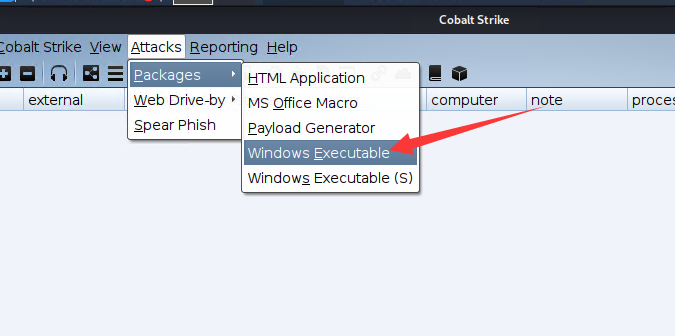 Cobalt Strike
Cobalt Strike View Attacks Reporting Help
Packages
HTML Application
Web Drive-by
MS Office Macro
Spear Phish
Payload Generator
Windows Executable
Windows Executable (S)
external computer note proces